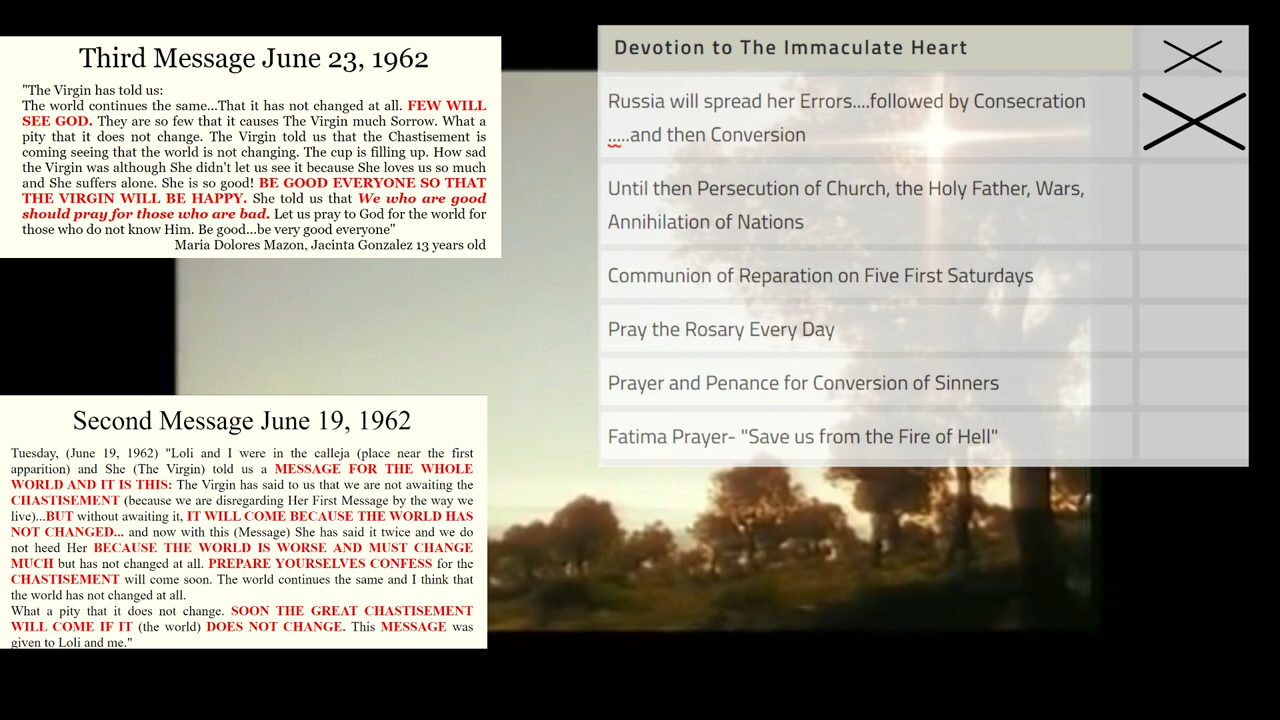 Third Message June 23, 1962
"The Virgin has told us:
The world continues the same...That it has not changed at all. FEW WILL
SEE GOD. They are so few that it causes The Virgin much Sorrow. What a
pity that it does not change. The Virgin told us that the Chastisement is
coming seeing that the world is not changing. The cup is filling up. How sad
the Virgin was although She didn't let us see it because She loves us so much
and She suffers alone. She is so good! BE GOOD EVERYONE SO THAT
THE VIRGIN WILL BE HAPPY. She told us that We who are good
should pray for those who are bad. Let us pray to God for the world for
those who do not know Him. Be good...be very good everyone"
Maria Dolores Mazon, Jacinta Gonzalez 13 years old
Second Message June 19, 1962
Tuesday, (June 19, 1962) "Loli and I were in the calleja (place near the first
apparition) and She (The Virgin) told us a MESSAGE FOR THE WHOLE
WORLD AND IT IS THIS: The Virgin has said to us that we are not awaiting the
CHASTISEMENT (because we are disregarding Her First Message by the way we
live)...BUT without awaiting it, IT WILL COME BECAUSE THE WORLD HAS
NOT CHANGED... and now with this (Message) She has said it twice and we do
not heed Her BECAUSE THE WORLD IS WORSE AND MUST CHANGE
MUCH but has not changed at all. PREPARE YOURSELVES CONFESS for the
CHASTISEMENT will come soon. The world continues the same and I think that
the world has not changed at all.
What a pity that it does not change. SOON THE GREAT CHASTISEMENT
WILL COME IF IT (the world) DOES NOT CHANGE. This MESSAGE was
given to Loli and me."
Devotion to The Immaculate Heart
Russia will spread her Errors....followed by Consecration
.....and then Conversion
Until then Persecution of Church, the Holy Father, Wars,
Annihilation of Nations
Communion of Reparation on Five First Saturdays
Pray the Rosary Every Day
Prayer and Penance for Conversion of Sinners
Fatima Prayer- "Save us from the Fire of Hell"